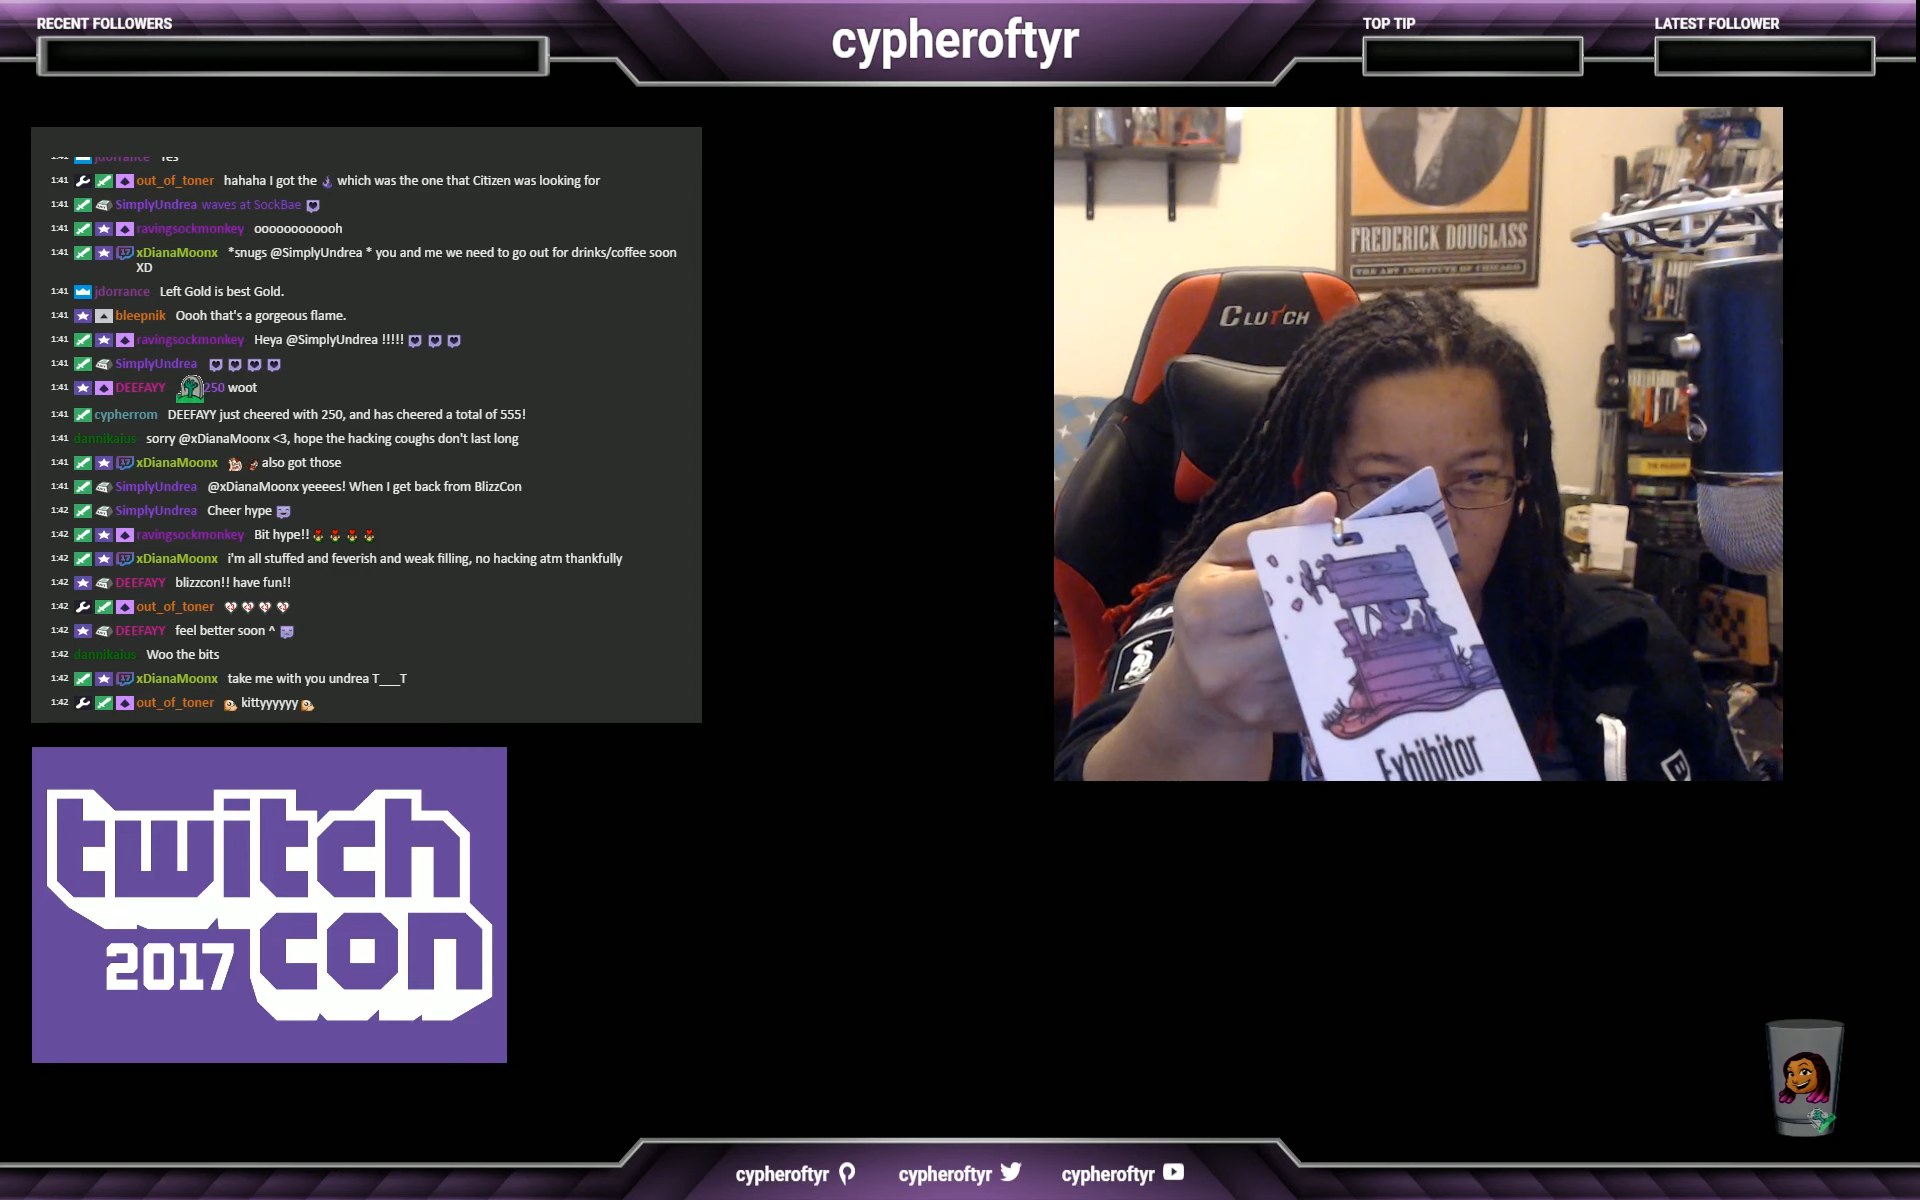 RECENT FOLLOWERS
cypheroftyr
TOP TIP
LATEST FOLLOWER
1:41 jdorrance Yes
1:41 out_of_toner hahaha I got the which was the one that Citizen was looking for
1:41 SimplyUndrea waves at SockBae
1:41 ravingsockmonkey oooooooooooh
1:41 xDianaMoonx *snugs @SimplyUndrea * you and me we need to go out for drinks/coffee soon
XD
1:41 jdorrance Left Gold is best Gold.
1:41 bleepnik Oooh that's a gorgeous flame.
1:41 ravingsockmonkey Heya @SimplyUndrea !!!!!
1:41 SimplyUndrea
1:41 DEEFAYY 250 woot
1:41 cypherrom DEEFAYY just cheered with 250, and has cheered a total of 555!
1:41 dannikaius sorry @xDianaMoonx <3, hope the hacking coughs don't last long
1:41 xDianaMoonx also got those
1:41 SimplyUndrea @xDianaMoonx yeeees! When I get back from BlizzCon
1:42 SimplyUndrea Cheer hype
1:42 ravingsockmonkey Bit hype!!
1:42 xDianaMoonx i'm all stuffed and feverish and weak filling, no hacking atm thankfully
1:42 DEEFAYY blizzcon!! have fun!!
1:42 out_of_toner
1:42 DEEFAYY feel better soon ^
1:42 dannikaius Woo the bits
1:42 xDianaMoonx take me with you undrea T___T
1:42 out_of_toner kittyyyyyy
FREDERICK DOUGLASS
THE ART INSTITUTE OF CHICAGO
CLUTCH
Exhibitor
twitch
con
2017
cypheroftyr
cypheroftyr
cypheroftyr